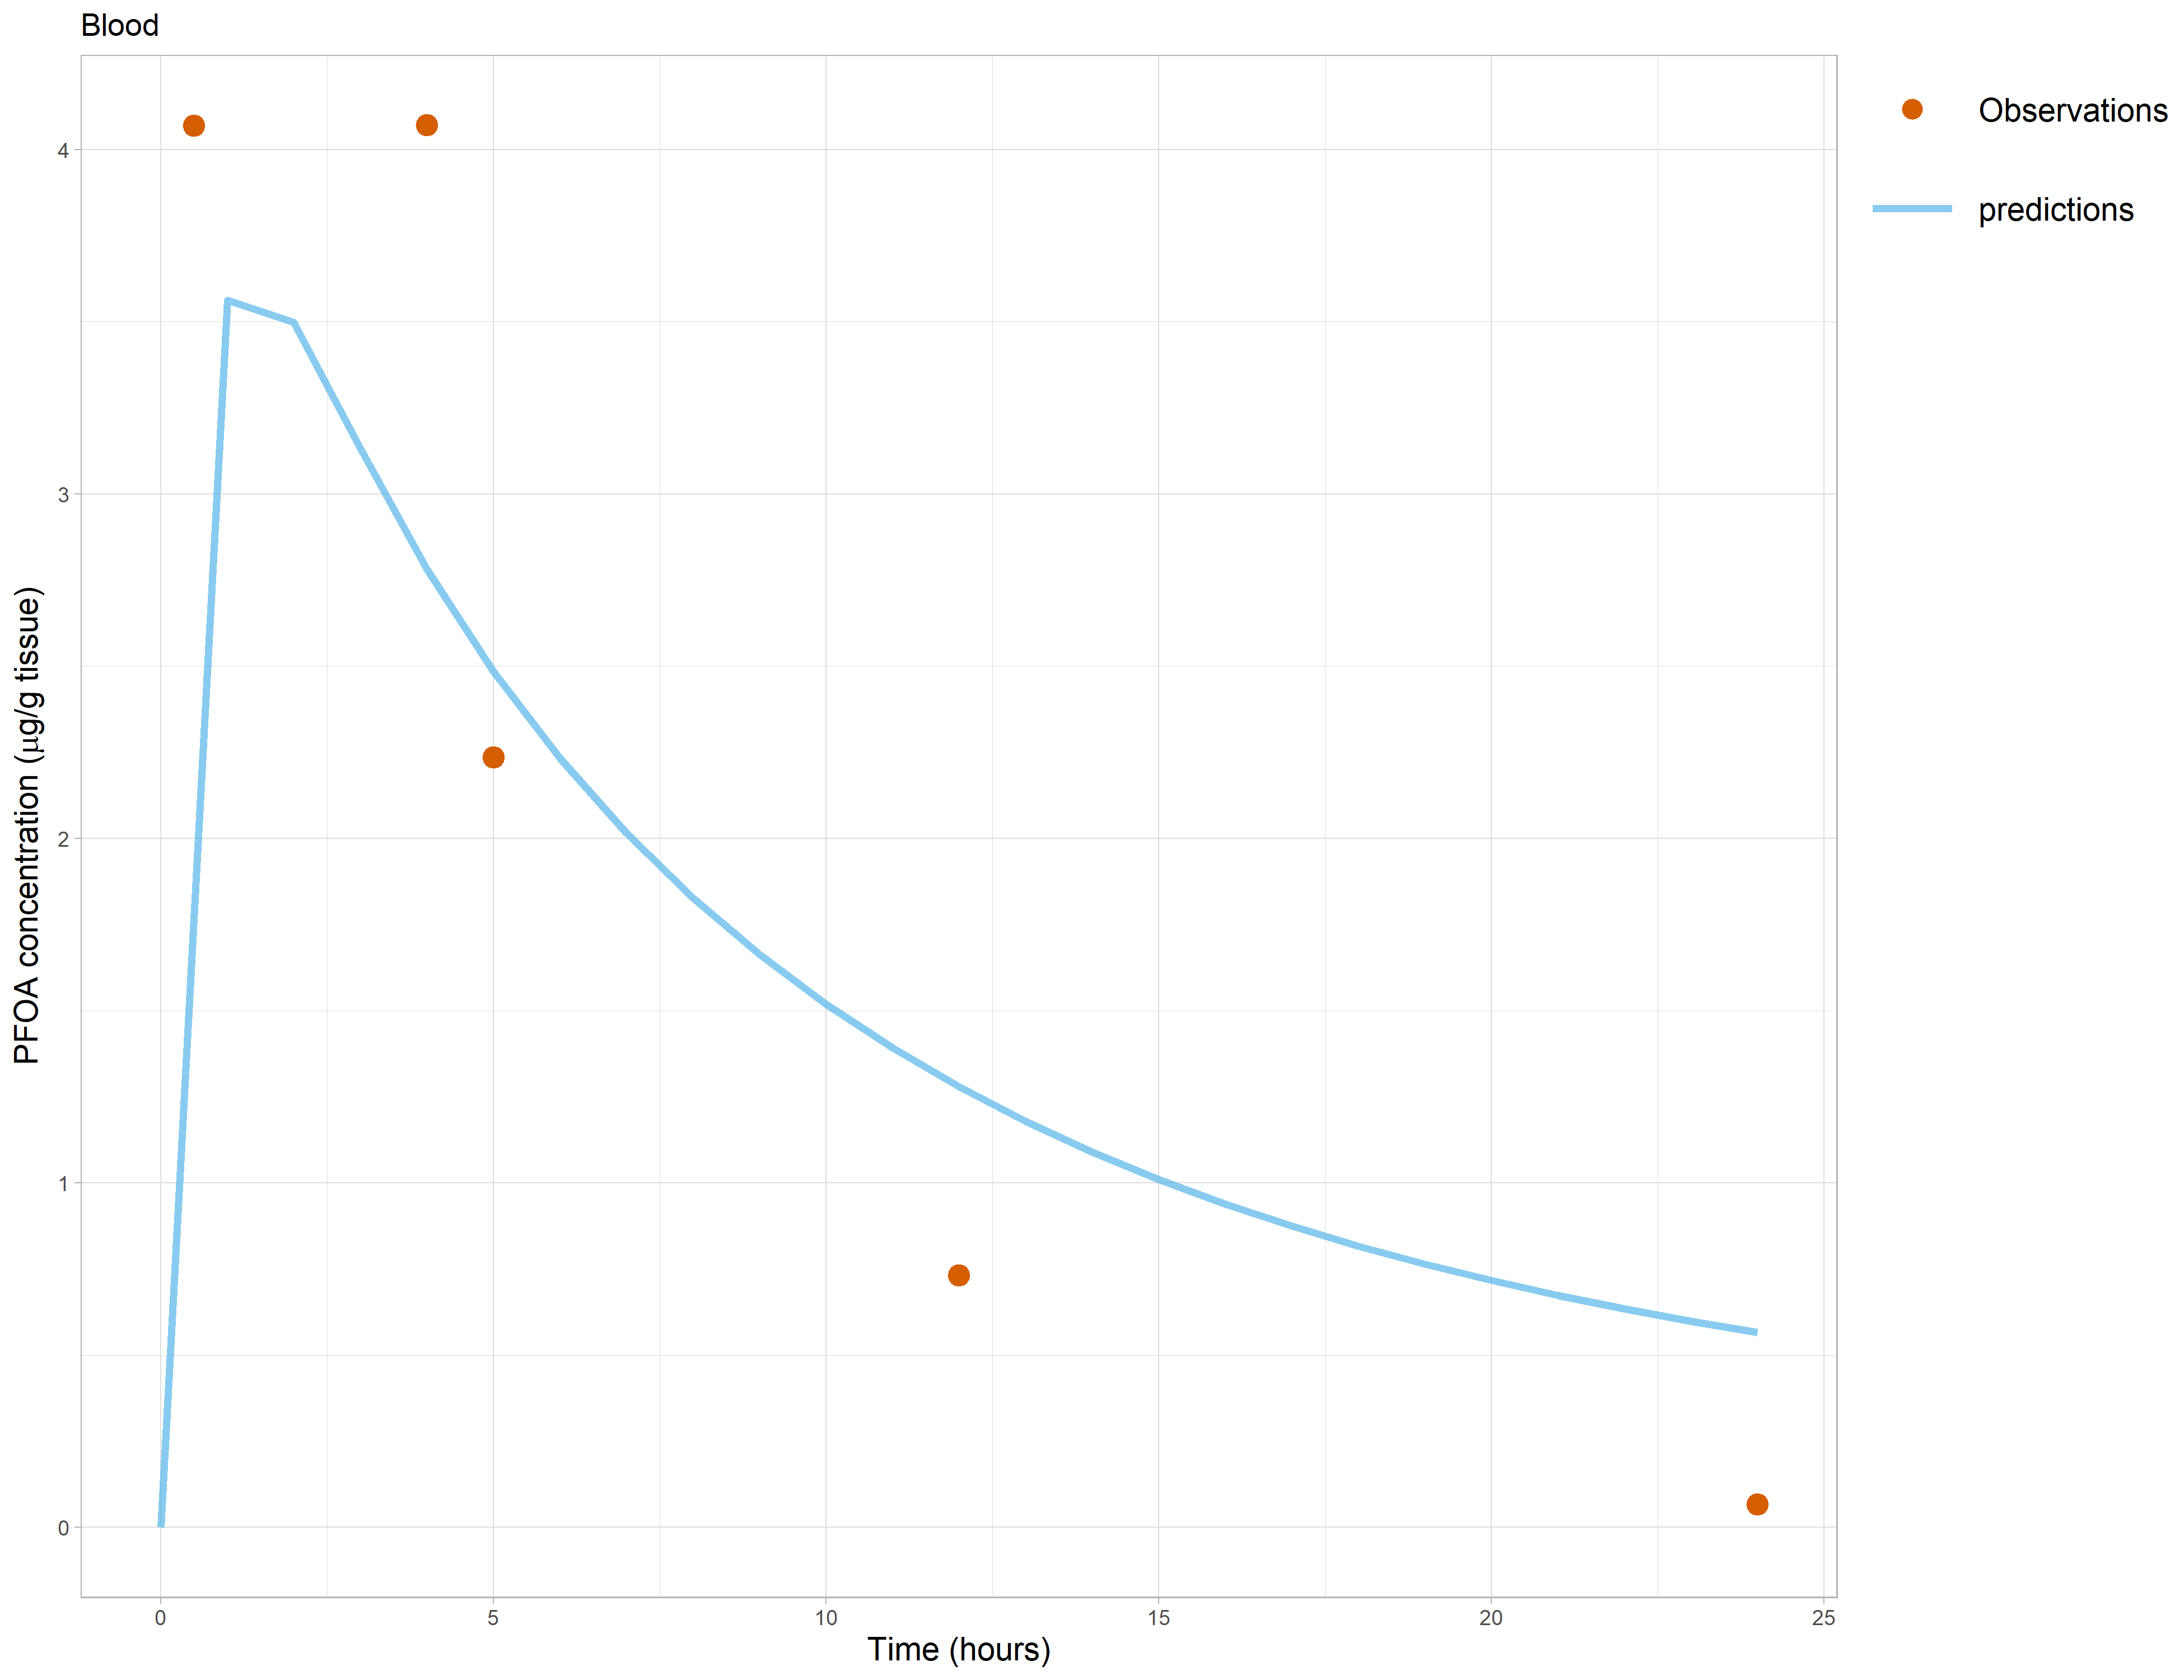 Blood
Observations
predictions
PFOA concentration (μg/g tissue)
4
3
2
1
0
0 5 10 15 20 25
Time (hours)